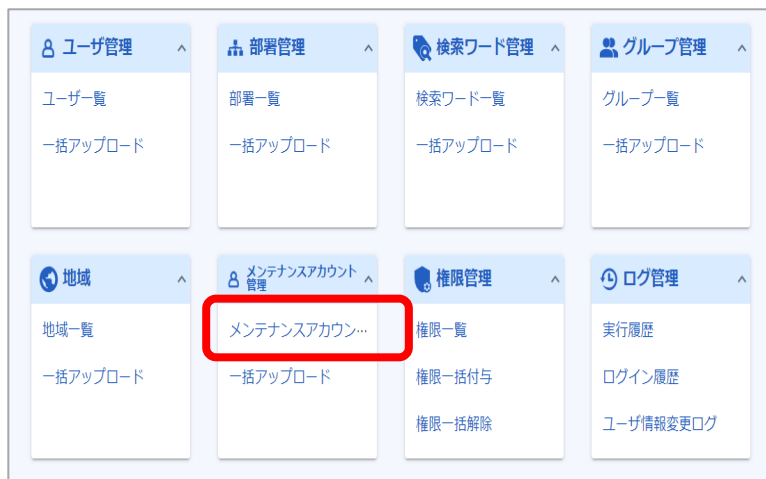 ユーザ管理
部署管理
検索ワード管理
グループ管理
ユーザ一覧
部署一覧
検索ワード一覧
グループ一覧
一括アップロード
一括アップロード
一括アップロード
一括アップロード
地域
メンテナンスアカウント
管理
権限管理
ログ管理
地域一覧
メンテナンスアカウン…
権限一覧
実行履歴
一括アップロード
一括アップロード
権限一括付与
ログイン履歴
権限一括解除
ユーザ情報変更ログ